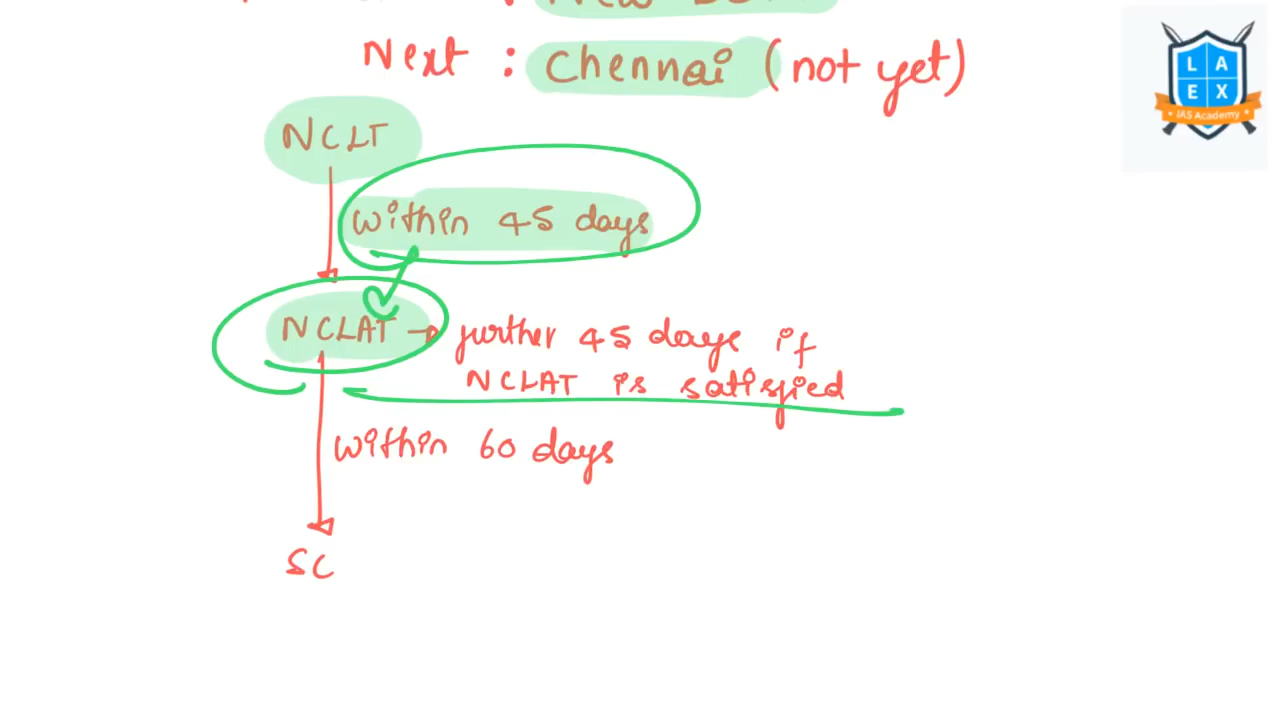 : New
Next : Chennai (not yet)
L A
E X
IAS Academy
NCLT
within 45 days
NCLAT → further 45 days if
NCLAT is satisfied
within 60 days
SC